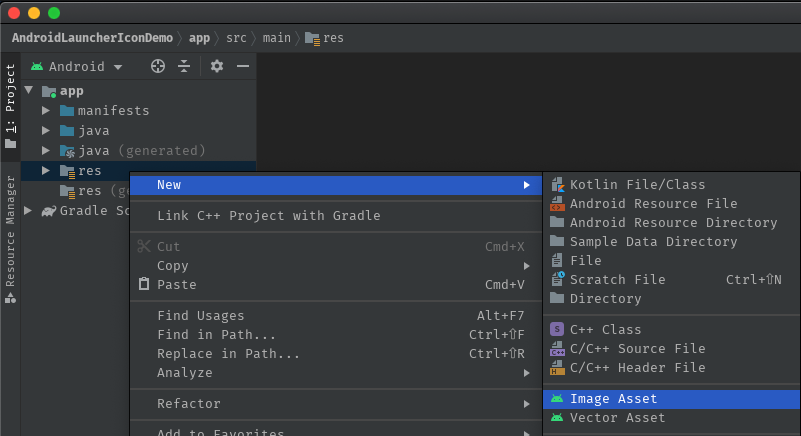 AndroidLauncherIconDemo app src main res
1: Project
Resource Manager
Android
app
manifests
java
java (generated)
res
res (ge
Gradle Sc
New
Link C++ Project with Gradle
Cut Cmd+X
Copy
Paste Cmd+V
Find Usages Alt+F7
Find in Path... Ctrl+⇧F
Replace in Path... Ctrl+⇧R
Analyze
Refactor
Add to Favorites
Kotlin File/Class
Android Resource File
Android Resource Directory
Sample Data Directory
File
Scratch File Ctrl+⇧N
Directory
C++ Class
C/C++ Source File
C/C++ Header File
Image Asset
Vector Asset